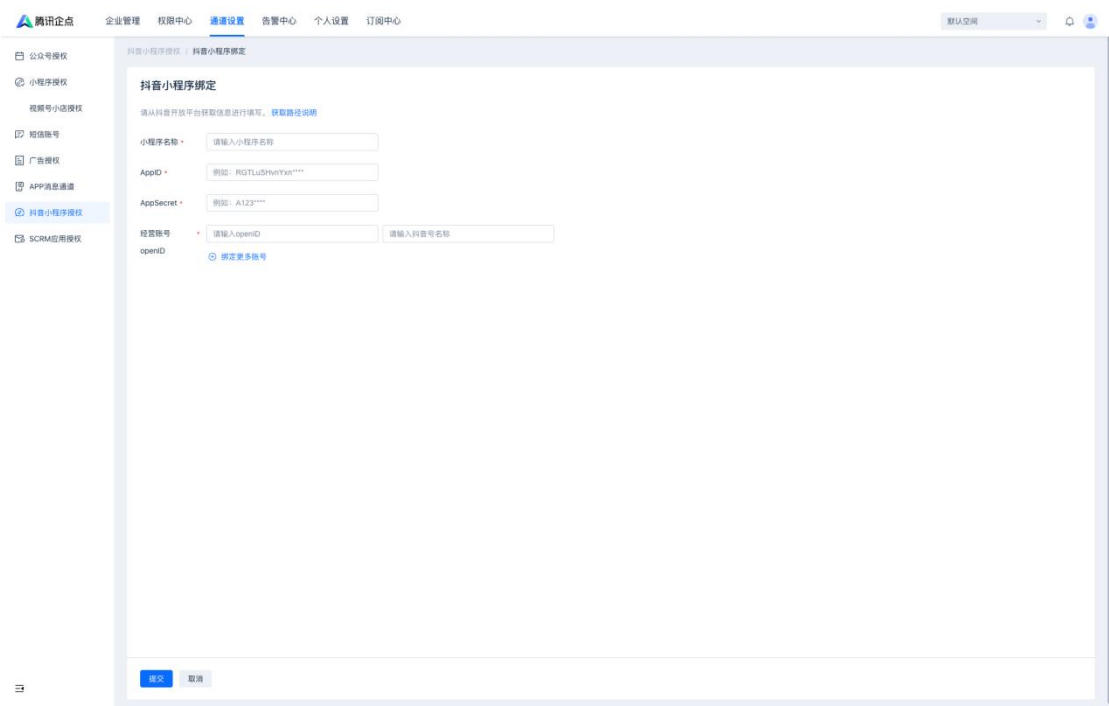 腾讯企点 企业管理 权限中心 通道设置 告警中心 个人设置 订阅中心 默认空间
公众号授权
小程序授权
视频号小店授权
短信账号
广告授权
APP消息通道
抖音小程序授权
SCRM应用授权
抖音小程序授权 / 抖音小程序绑定
抖音小程序绑定
请从抖音开放平台获取信息进行填写。 获取路径说明
小程序名称 * 请输入小程序名称
AppID * 例如：RGTLu5HvnYxn****
AppSecret * 例如：A123****
经营账号 * 请输入openID 请输入抖音号名称
openID
绑定更多账号
提交 取消